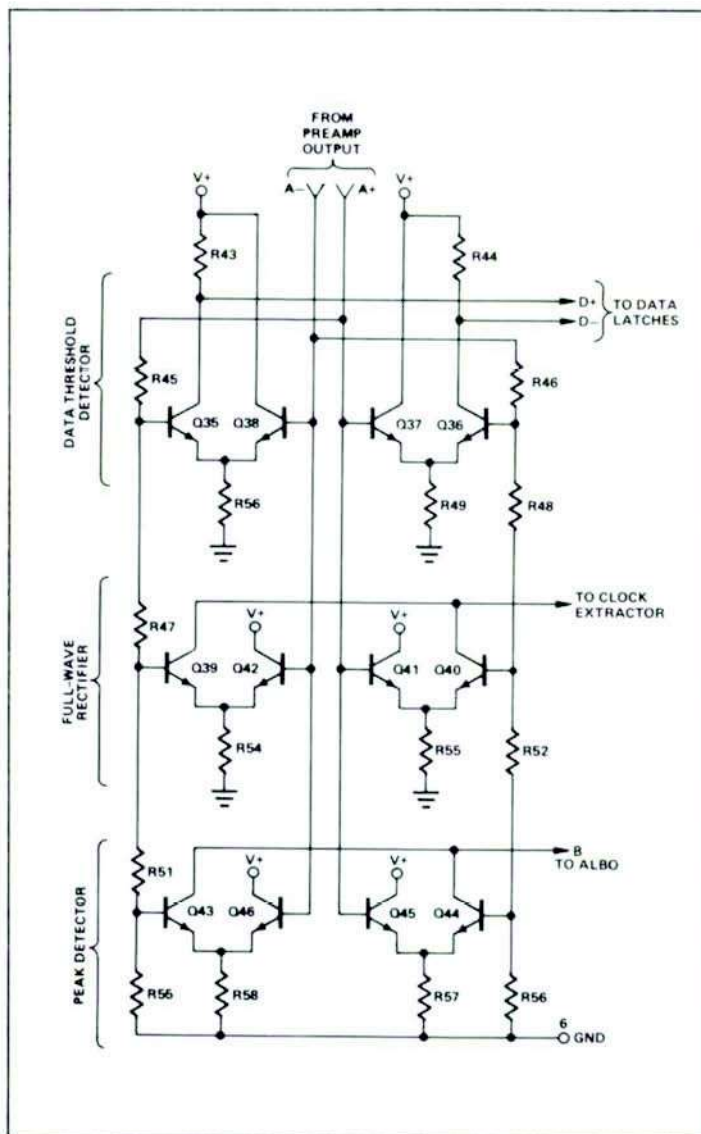 FROM
PREAMP
OUTPUT
V+ A− A+ V+
R43 R44
D+ TO DATA
D− LATCHES
DATA THRESHOLD
DETECTOR
R45 R46
Q35 Q38 Q37 Q36
R56 R49 R48
FULL-WAVE
RECTIFIER
R47 V+ V+ TO CLOCK
EXTRACTOR
Q39 Q42 Q41 Q40
R54 R55 R52
PEAK DETECTOR
R51 V+ V+ B
TO ALBO
Q43 Q46 Q45 Q44
R55 R58 R57 R56
6
GND